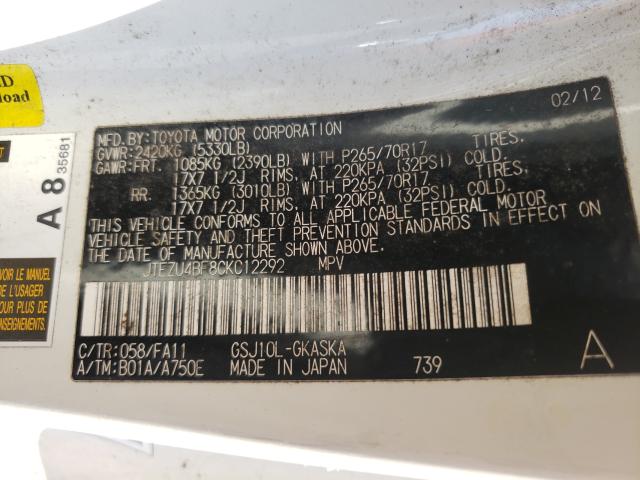 D
load
A 8 35681
LE MANUEL
DE L'USAGER
POUR PLUS DE
ENSEIGNEMENTS.
02/12
MFD. BY: TOYOTA MOTOR CORPORATION
GVWR: 2420KG (5330LB)
GAWR-FRT. 1085KG (2390LB) WITH P265/70R17 TIRES,
17X7 1/2J RIMS, AT 220KPA (32PSI) COLD.
RR. 1365KG (3010LB) WITH P265/70R17 TIRES,
17X7 1/2J RIMS, AT 220KPA (32PSI) COLD.
THIS VEHICLE CONFORMS TO ALL APPLICABLE FEDERAL MOTOR
VEHICLE SAFETY AND THEFT PREVENTION STANDARDS IN EFFECT ON
THE DATE OF MANUFACTURE SHOWN ABOVE.
JTEZU4BF8CKC12292 MPV
C/TR: 058/FA11 GSJ10L-GKASKA
A/TM: B01A/A750E MADE IN JAPAN 739 A